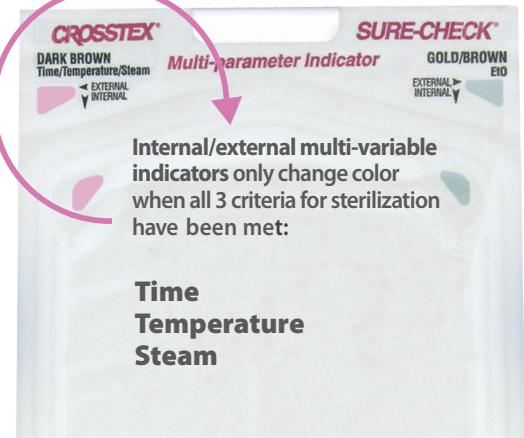 CROSSTEX®
SURE-CHECK®
DARK BROWN
Time/Temperature/Steam
Multi-parameter Indicator
GOLD/BROWN
EtO
EXTERNAL
INTERNAL
EXTERNAL
INTERNAL
Internal/external multi-variable
indicators only change color
when all 3 criteria for sterilization
have been met:
Time
Temperature
Steam